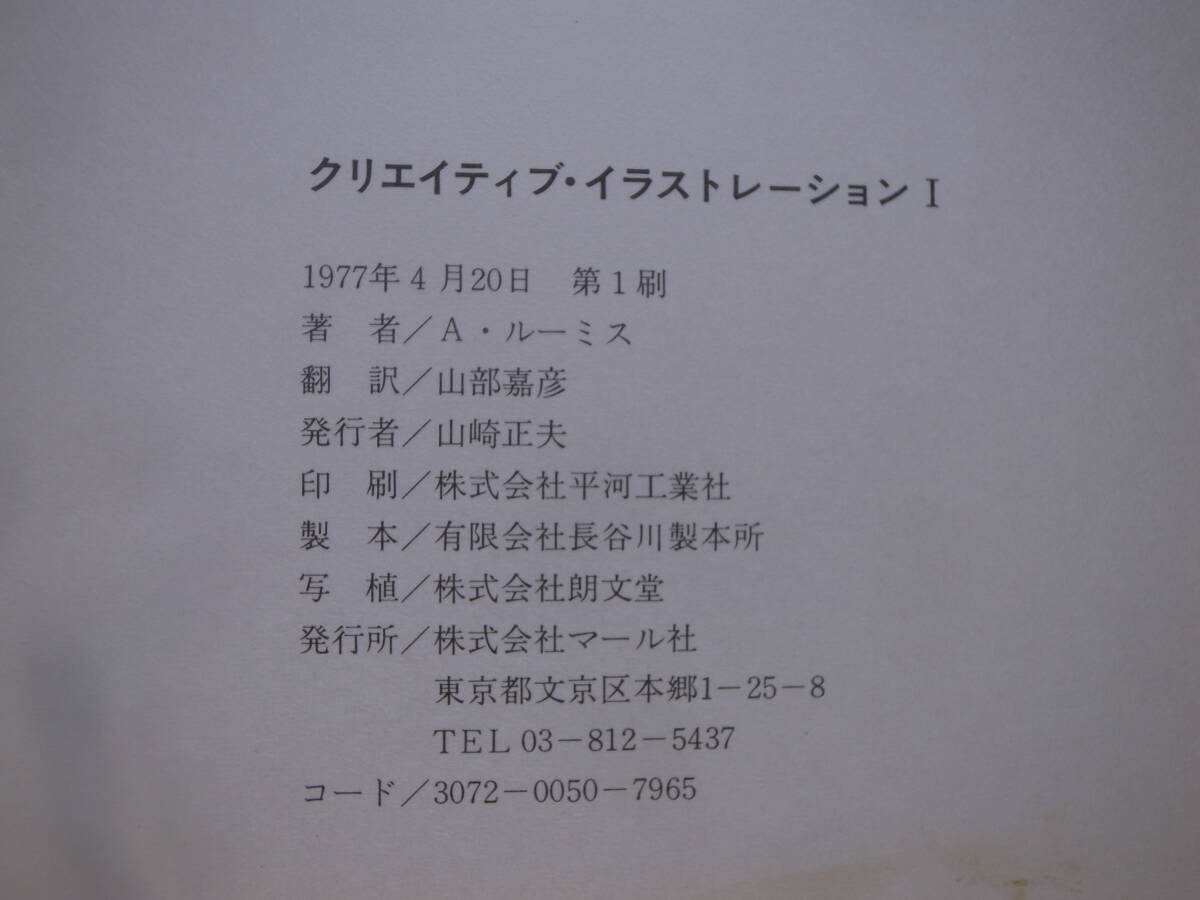 クリエイティブ・イラストレーション I
1977年 4 月20日　第 1 刷
著　者／A・ルーミス
翻　訳／山部嘉彦
発行者／山崎正夫
印　刷／株式会社平河工業社
製　本／有限会社長谷川製本所
写　植／株式会社朗文堂
発行所／株式会社マール社
東京都文京区本郷1－25－8
TEL 03－812－5437
コード／3072－0050－7965